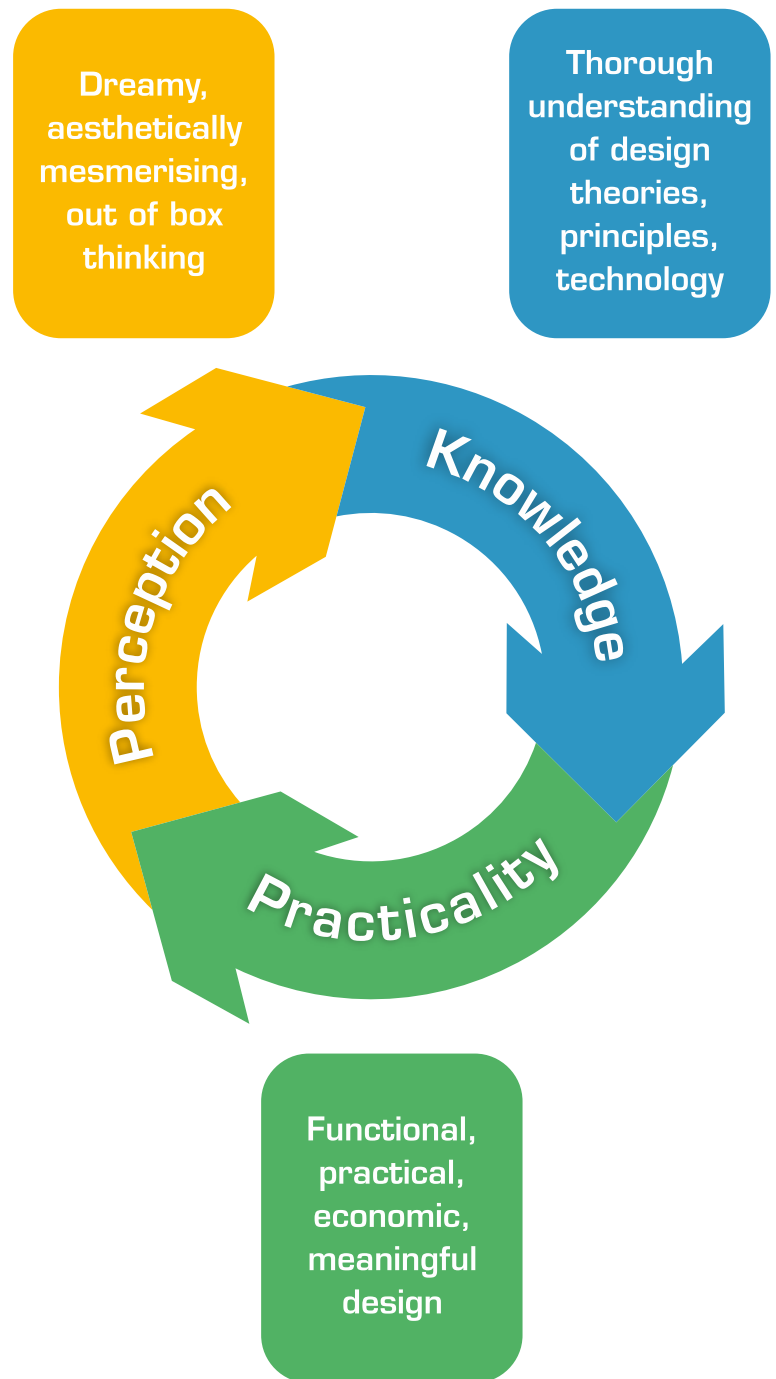 Dreamy,
aesthetically
mesmerising,
out of box
thinking
Thorough
understanding
of design
theories,
principles,
technology
Perception
Knowledge
Practicality
Functional,
practical,
economic,
meaningful
design